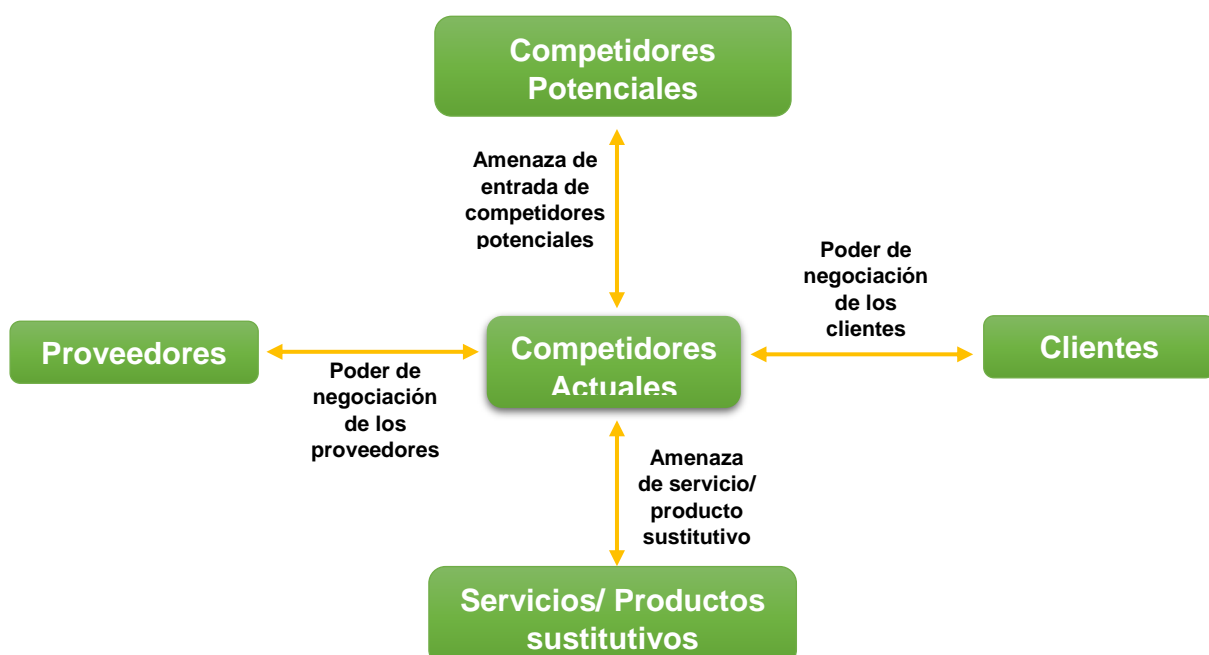 Competidores
Potenciales
Amenaza de
entrada de
competidores
potenciales
Poder de
negociación
de los
clientes
Proveedores
Competidores
Actuales
Clientes
Poder de
negociación
de los
proveedores
Amenaza
de servicio/
producto
sustitutivo
Servicios/ Productos
sustitutivos